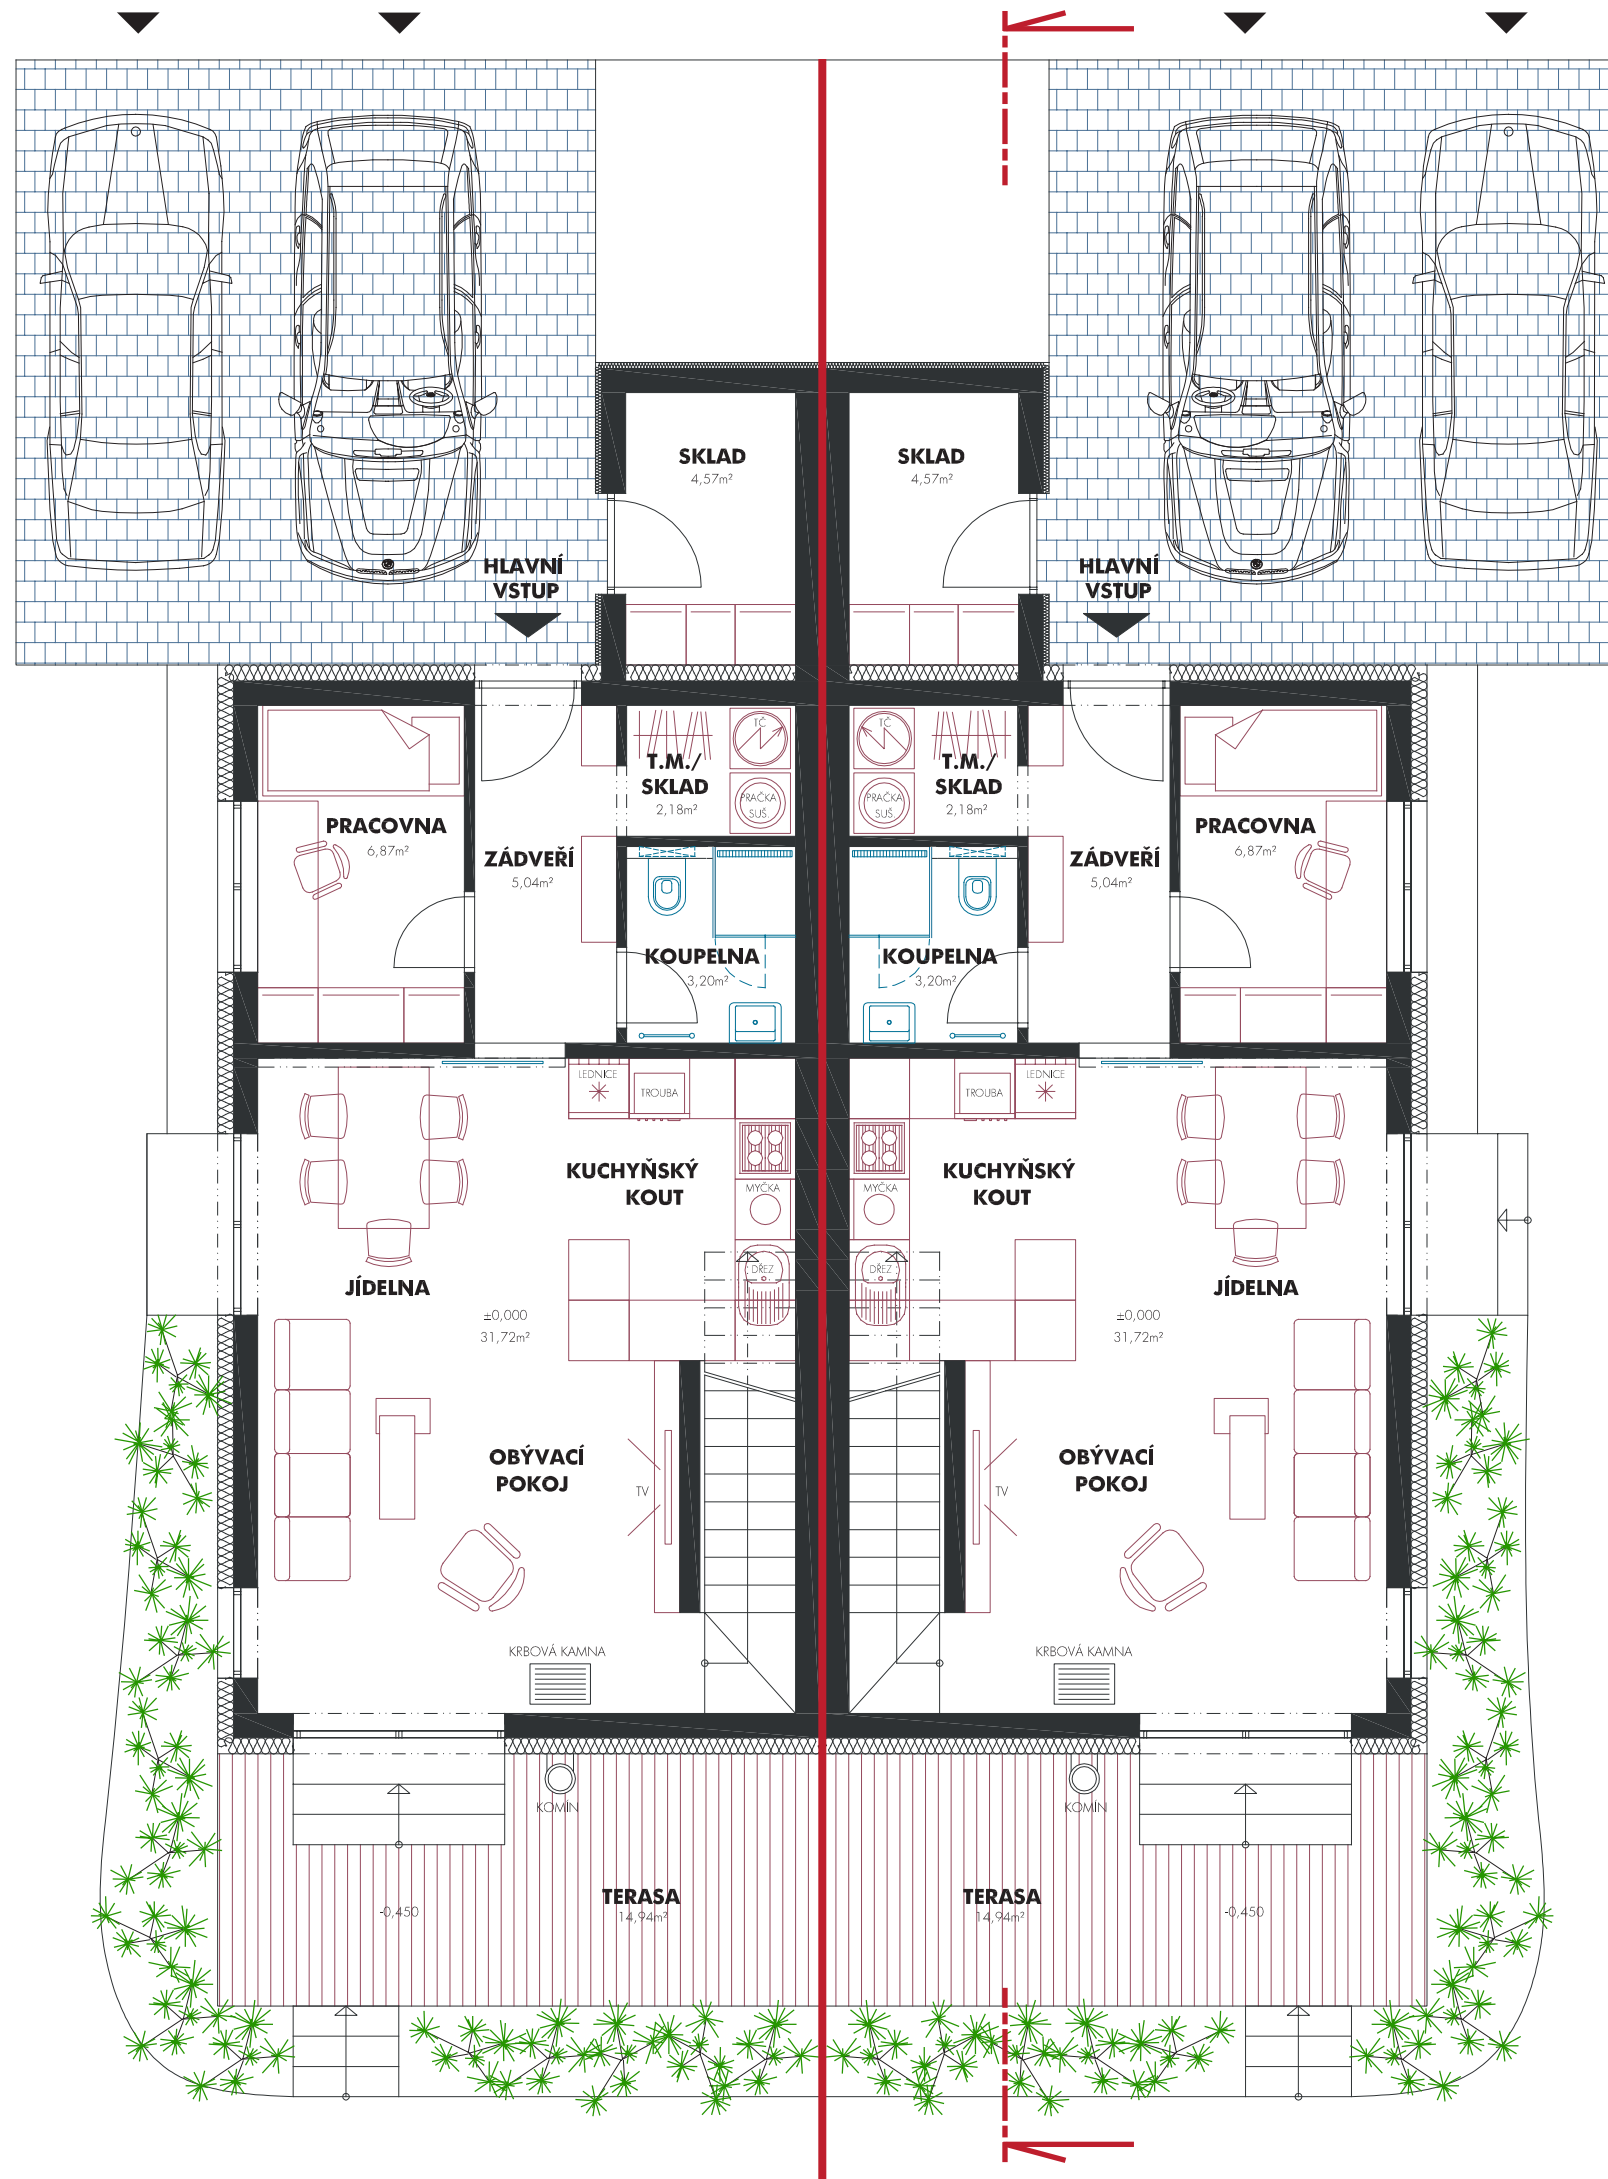 SKLAD
4,57m²
SKLAD
4,57m²
HLAVNÍ
VSTUP
HLAVNÍ
VSTUP
TČ
T.M./
SKLAD
2,18m²
PRAČKA
SUŠ.
TČ
T.M./
SKLAD
2,18m²
PRAČKA
SUŠ.
PRACOVNA
6,87m²
ZÁDVEŘÍ
5,04m²
ZÁDVEŘÍ
5,04m²
PRACOVNA
6,87m²
KOUPELNA
3,20m²
KOUPELNA
3,20m²
LEDNICE
TROUBA
TROUBA
LEDNICE
KUCHYŇSKÝ
KOUT
MYČKA
MYČKA
KUCHYŇSKÝ
KOUT
DŘEZ
DŘEZ
JÍDELNA
JÍDELNA
±0,000
31,72m²
±0,000
31,72m²
OBÝVACÍ
POKOJ
TV
TV
OBÝVACÍ
POKOJ
KRBOVÁ KAMNA
KRBOVÁ KAMNA
KOMÍN
KOMÍN
TERASA
14,94m²
TERASA
14,94m²
-0,450
-0,450